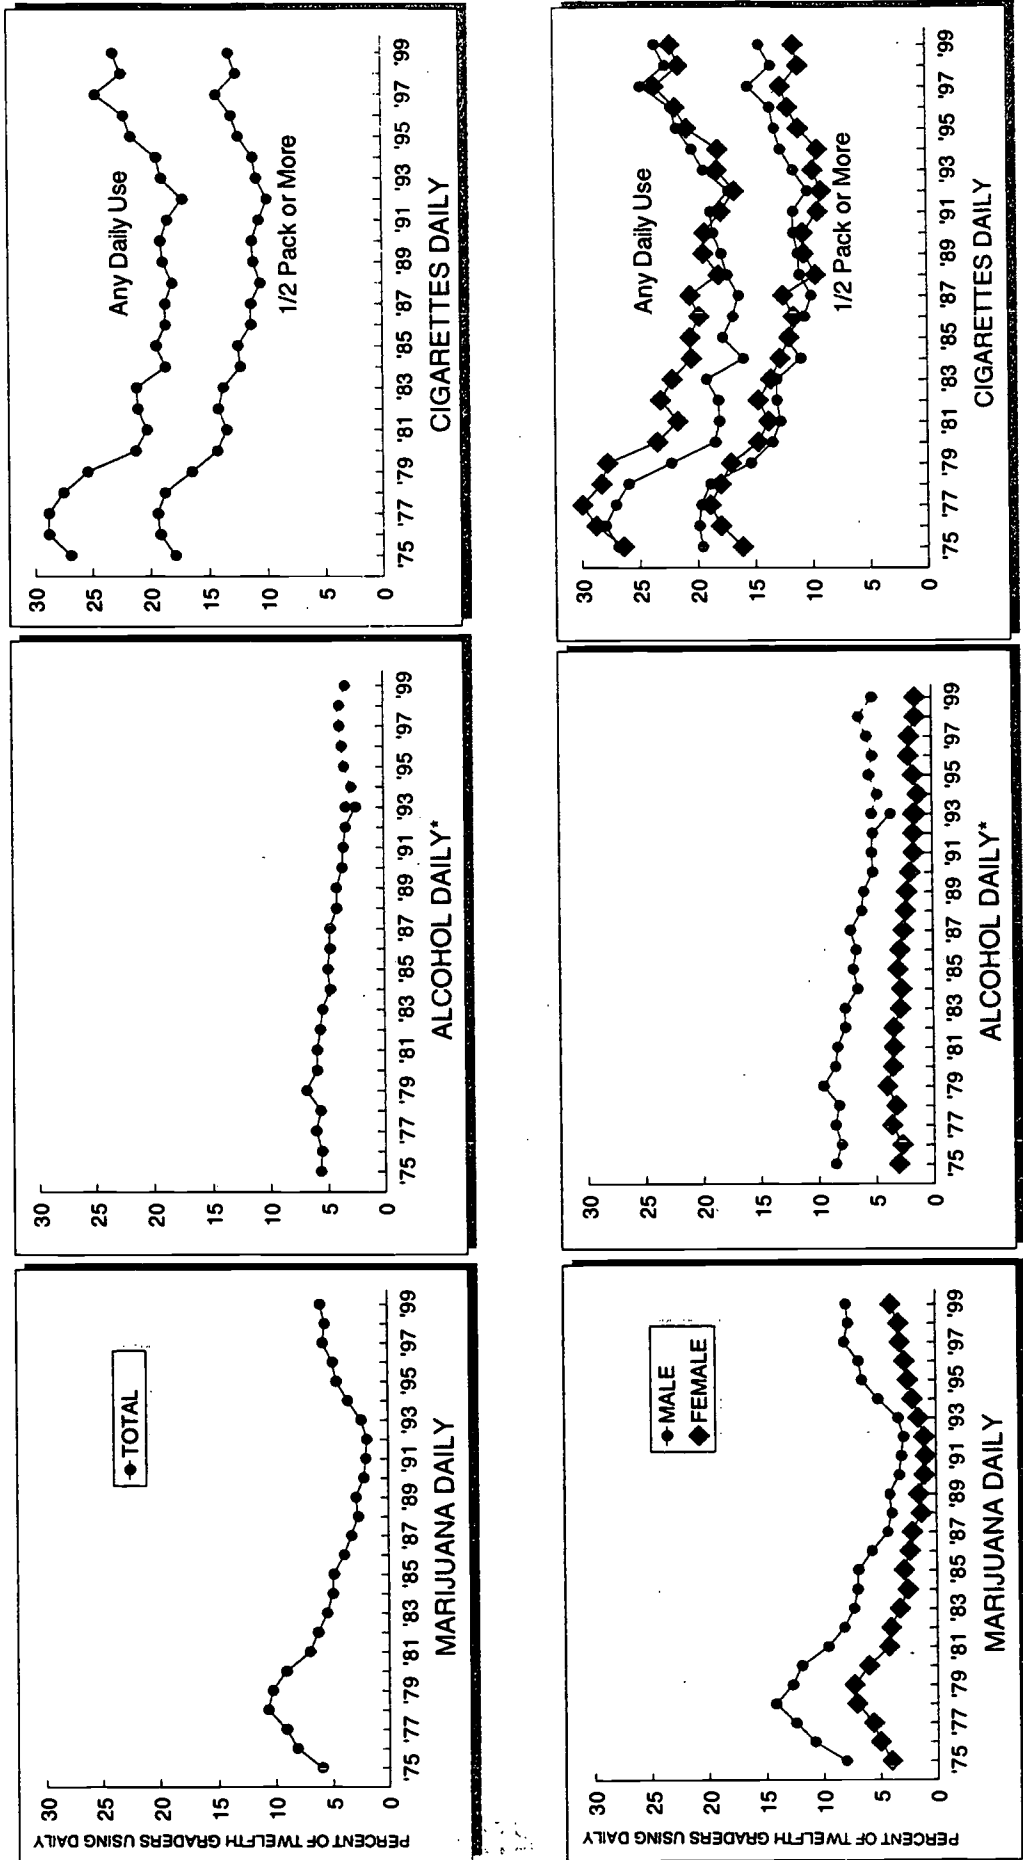 PERCENT OF TWELFTH GRADERS USING DAILY
30
25
20
15
10
5
0
TOTAL
'75 '77 '79 '81 '83 '85 '87 '89 '91 '93 '95 '97 '99
MARIJUANA DAILY
30
25
20
15
10
5
0
'75 '77 '79 '81 '83 '85 '87 '89 '91 '93 '95 '97 '99
ALCOHOL DAILY*
30
25
20
15
10
5
0
Any Daily Use
1/2 Pack or More
'75 '77 '79 '81 '83 '85 '87 '89 '91 '93 '95 '97 '99
CIGARETTES DAILY
PERCENT OF TWELFTH GRADERS USING DAILY
30
25
20
15
10
5
0
MALE
FEMALE
'75 '77 '79 '81 '83 '85 '87 '89 '91 '93 '95 '97 '99
MARIJUANA DAILY
30
25
20
15
10
5
0
'75 '77 '79 '81 '83 '85 '87 '89 '91 '93 '95 '97 '99
ALCOHOL DAILY*
30
25
20
15
10
5
0
Any Daily Use
1/2 Pack or More
'75 '77 '79 '81 '83 '85 '87 '89 '91 '93 '95 '97 '99
CIGARETTES DAILY